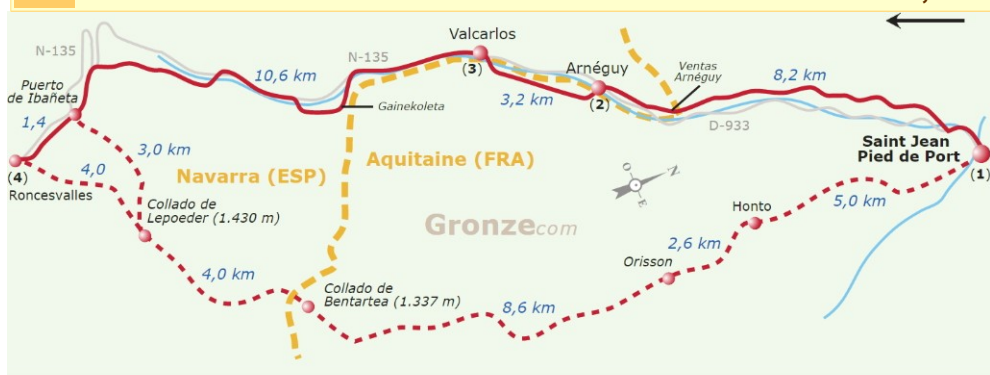 N-135
Puerto
de Ibañeta
1,4
10,6 km
N-135
Gainekoleta
Valcarlos
(3)
3,2 km
Arnéguy
(2)
Ventas
Arnéguy
8,2 km
D-933
Saint Jean
Pied de Port
(1)
3,0 km
4,0
(4)
Roncesvalles
Navarra (ESP)
Aquitaine (FRA)
Collado de
Lepoeder (1.430 m)
4,0 km
Collado de
Bentartea (1.337 m)
Gronze.com
O
N
S
E
Honto
5,0 km
2,6 km
Orisson
8,6 km